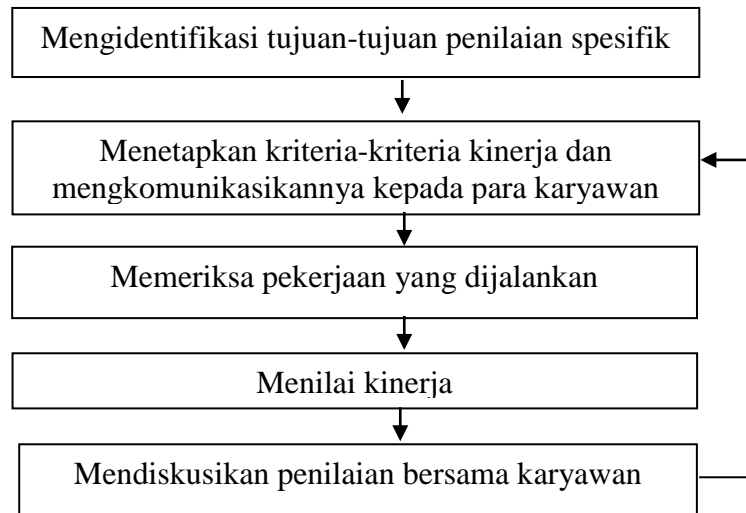 Mengidentifikasi tujuan-tujuan penilaian spesifik
Menetapkan kriteria-kriteria kinerja dan
mengkomunikasikannya kepada para karyawan
Memeriksa pekerjaan yang dijalankan
Menilai kinerja
Mendiskusikan penilaian bersama karyawan